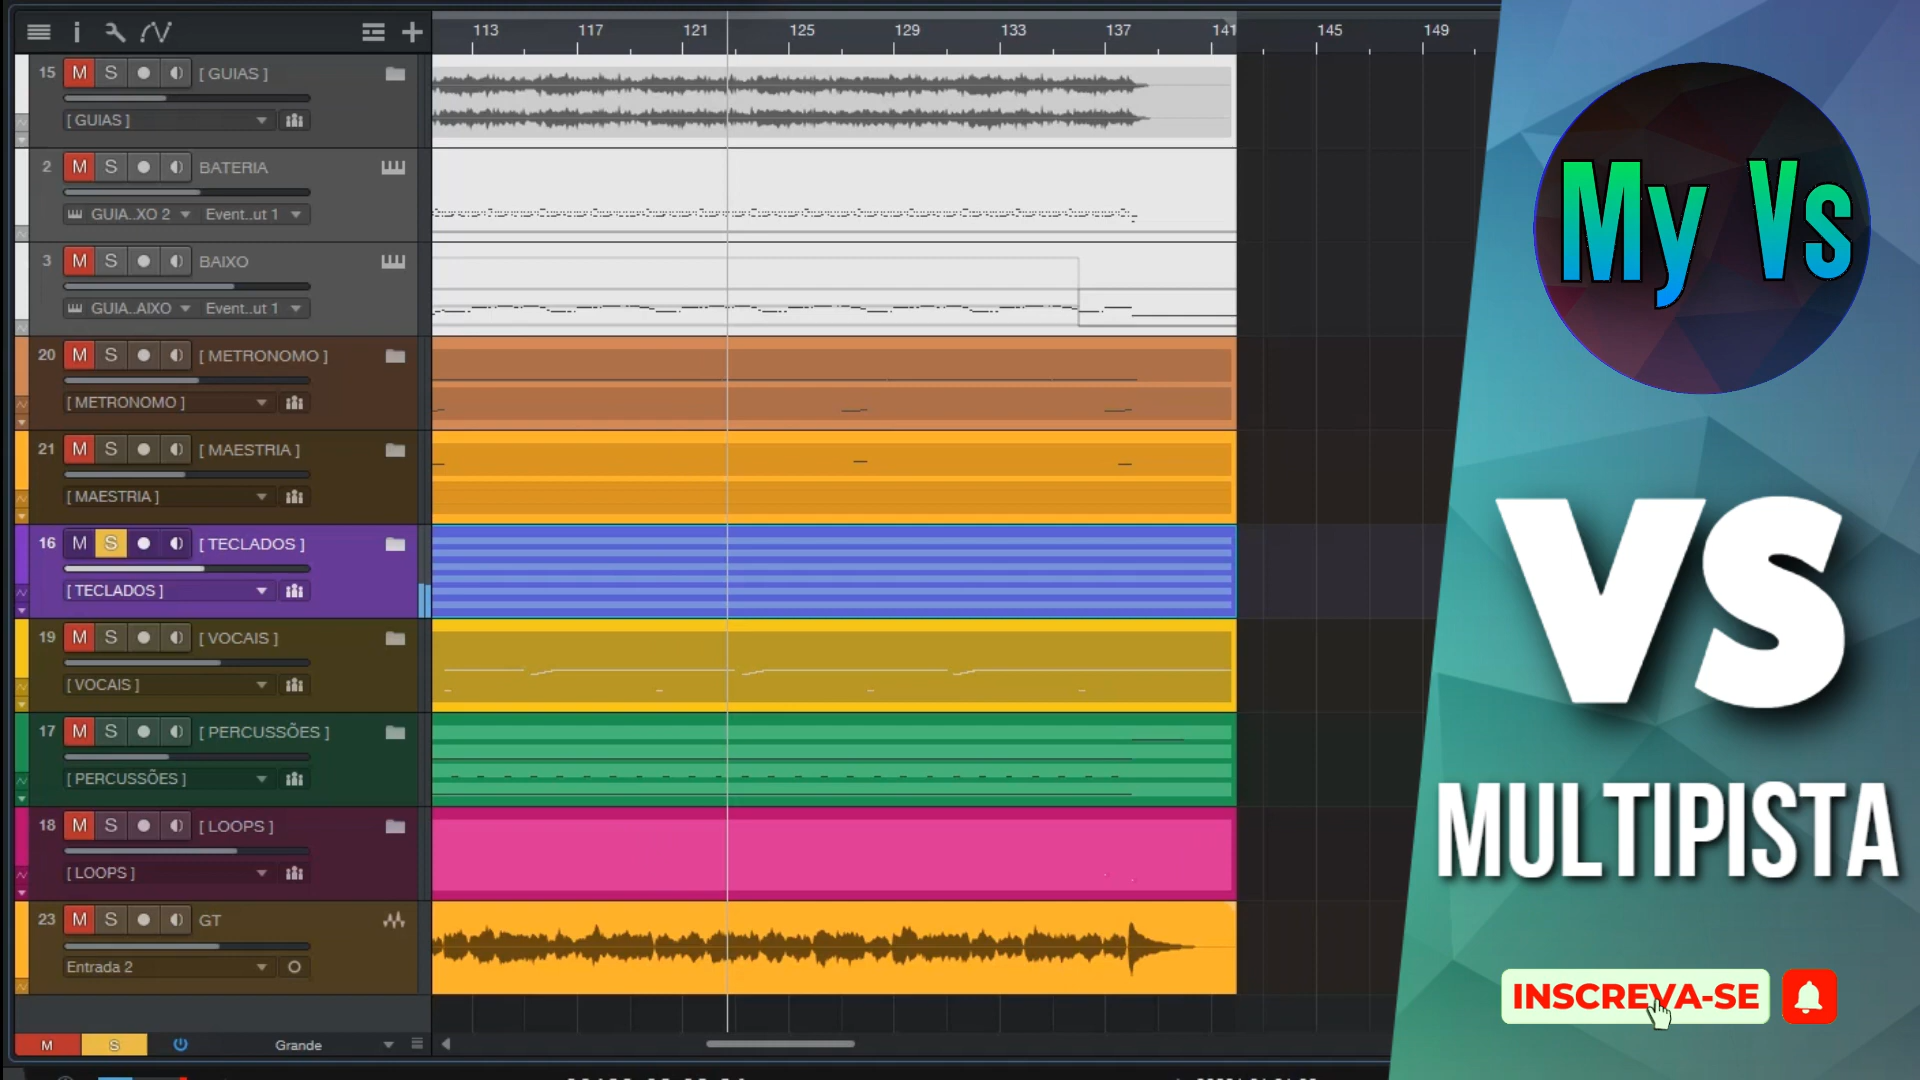 113 117 121 125 129 133 137 141 145 149
15 M S [ GUIAS ]
[ GUIAS ]
2 M S BATERIA
GUIA..XO 2 Event..ut 1
3 M S BAIXO
GUIA..AIXO Event..ut 1
20 M S [ METRONOMO ]
[ METRONOMO ]
21 M S [ MAESTRIA ]
[ MAESTRIA ]
16 M S [ TECLADOS ]
[ TECLADOS ]
19 M S [ VOCAIS ]
[ VOCAIS ]
17 M S [ PERCUSSÕES ]
[ PERCUSSÕES ]
18 M S [ LOOPS ]
[ LOOPS ]
23 M S GT
Entrada 2
M S Grande
My Vs
VS
MULTIPISTA
INSCREVA-SE